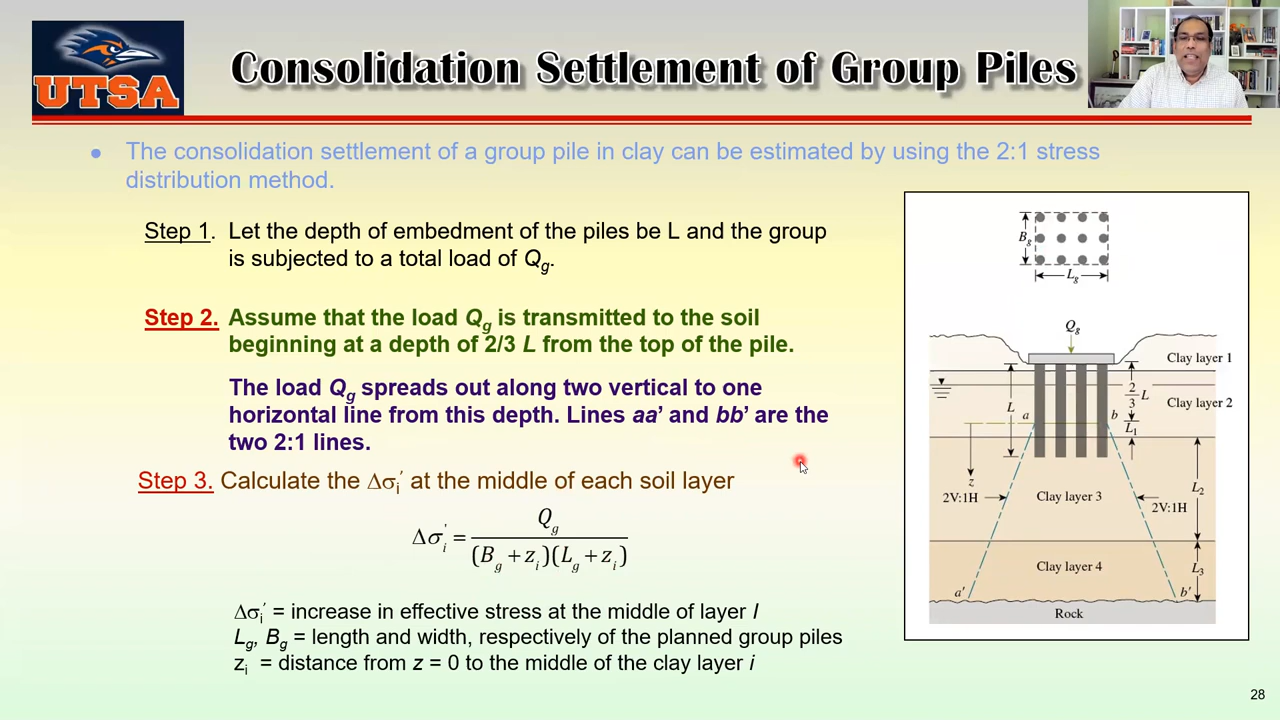 UTSA
Consolidation Settlement of Group Piles
• The consolidation settlement of a group pile in clay can be estimated by using the 2:1 stress
distribution method.
Step 1. Let the depth of embedment of the piles be L and the group
is subjected to a total load of Qg.
Step 2. Assume that the load Qg is transmitted to the soil
beginning at a depth of 2/3 L from the top of the pile.
The load Qg spreads out along two vertical to one
horizontal line from this depth. Lines aa’ and bb’ are the
two 2:1 lines.
Step 3. Calculate the Δσi′ at the middle of each soil layer
Δσi′ = Qg / (Bg + zi)(Lg + zi)
Δσi′ = increase in effective stress at the middle of layer I
Lg, Bg = length and width, respectively of the planned group piles
zi = distance from z = 0 to the middle of the clay layer i
Bg
Lg
Qg
Clay layer 1
2/3 L
Clay layer 2
L
a
b
L1
z
L2
2V:1H
Clay layer 3
2V:1H
Clay layer 4
L3
a′
b′
Rock
28